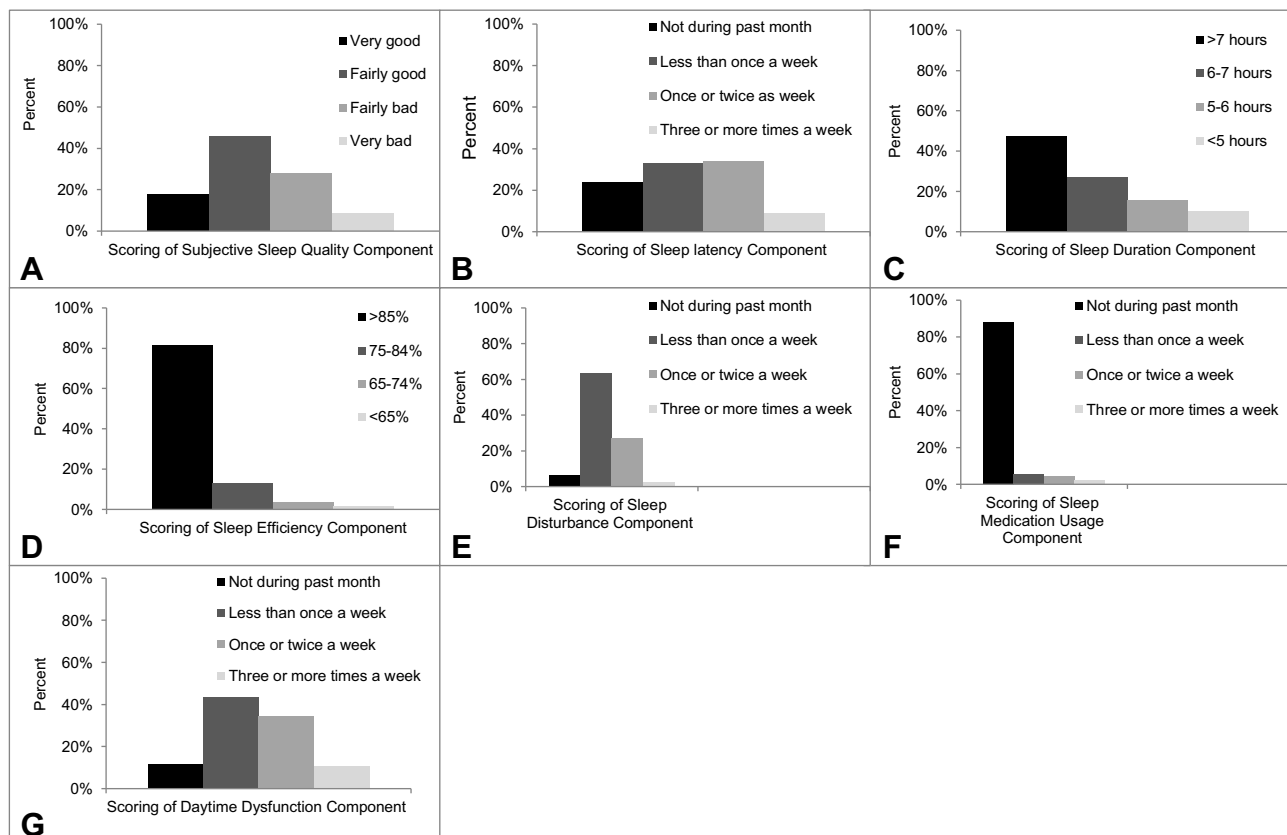 100%
80%
60%
40%
20%
0%
Percent
Very good
Fairly good
Fairly bad
Very bad
Scoring of Subjective Sleep Quality Component
A
100%
80%
60%
40%
20%
0%
Percent
Not during past month
Less than once a week
Once or twice as week
Three or more times a week
Scoring of Sleep latency Component
B
100%
80%
60%
40%
20%
0%
Percent
>7 hours
6-7 hours
5-6 hours
<5 hours
Scoring of Sleep Duration Component
C
100%
80%
60%
40%
20%
0%
Percent
>85%
75-84%
65-74%
<65%
Scoring of Sleep Efficiency Component
D
100%
80%
60%
40%
20%
0%
Percent
Not during past month
Less than once a week
Once or twice a week
Three or more times a week
Scoring of Sleep
Disturbance Component
E
100%
80%
60%
40%
20%
0%
Percent
Not during past month
Less than once a week
Once or twice a week
Three or more times a week
Scoring of Sleep
Medication Usage
Component
F
100%
80%
60%
40%
20%
0%
Percent
Not during past month
Less than once a week
Once or twice a week
Three or more times a week
Scoring of Daytime Dysfunction Component
G